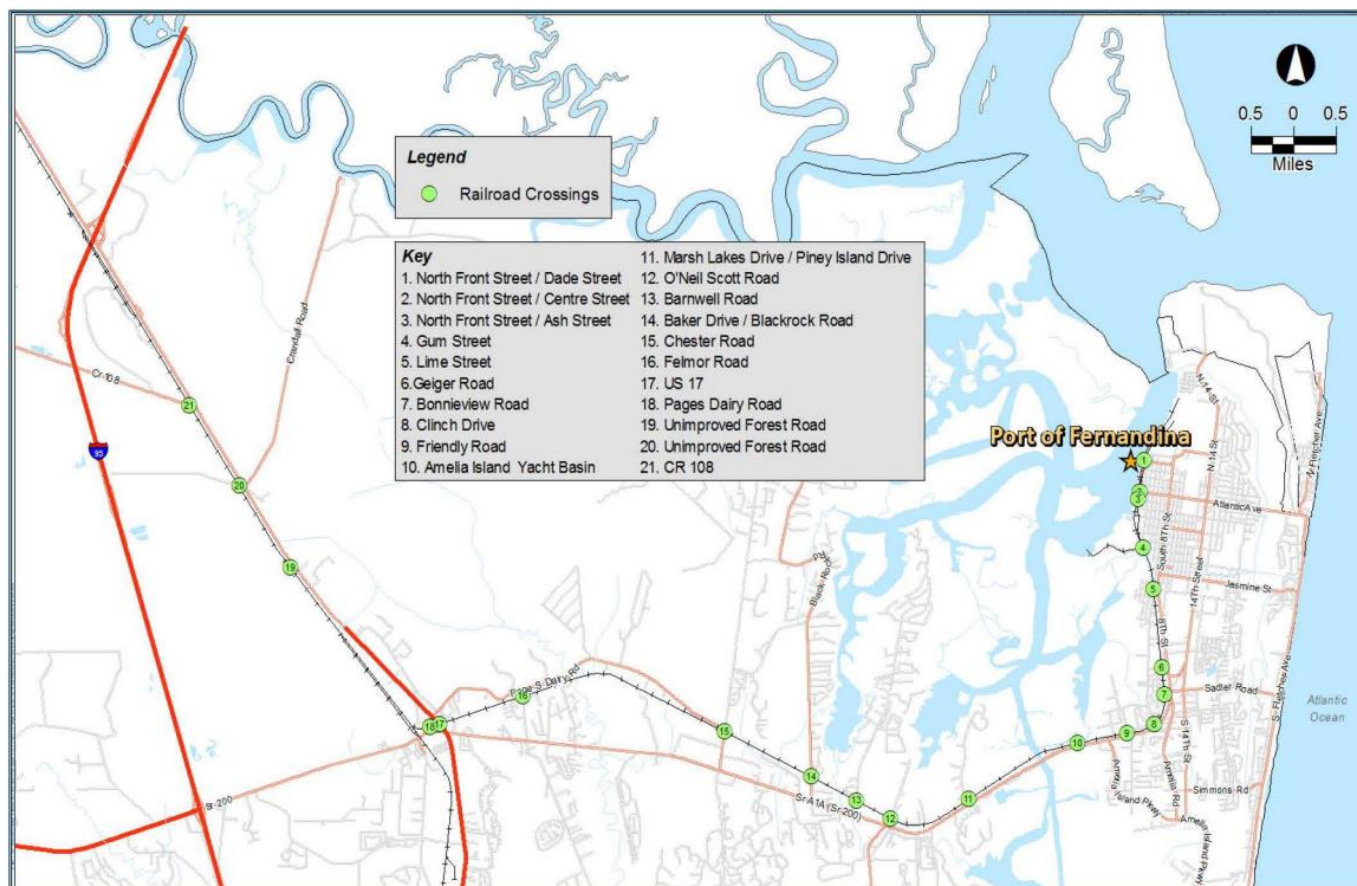 0.5 0 0.5
Miles
Legend
Railroad Crossings
Key
1. North Front Street / Dade Street
2. North Front Street / Centre Street
3. North Front Street / Ash Street
4. Gum Street
5. Lime Street
6.Geiger Road
7. Bonnieview Road
8. Clinch Drive
9. Friendly Road
10. Amelia Island Yacht Basin
11. Marsh Lakes Drive / Piney Island Drive
12. O'Neil Scott Road
13. Barnwell Road
14. Baker Drive / Blackrock Road
15. Chester Road
16. Felmor Road
17. US 17
18. Pages Dairy Road
19. Unimproved Forest Road
20. Unimproved Forest Road
21. CR 108
Crandall Road
Cr-108
21
95
20
19
Port of Fernandina
1
2
3
4
5
6
7
8
9
10
11
12
13
14
15
16
17
18
N 14 St
N 14 St
N Fletcher Ave
Atlantic Ave
South 8Th St
14Th Street
Jasmine St
8Th St
Sadler Road
S Fletcher Ave
Atlantic
Ocean
S 14Th St
Amelia Rd
Simmons Rd
Amelia
Island Pkwy
Amelia Island Pkwy
Page S Dairy Rd
Sr A1A (Sr 200)
Sr-200